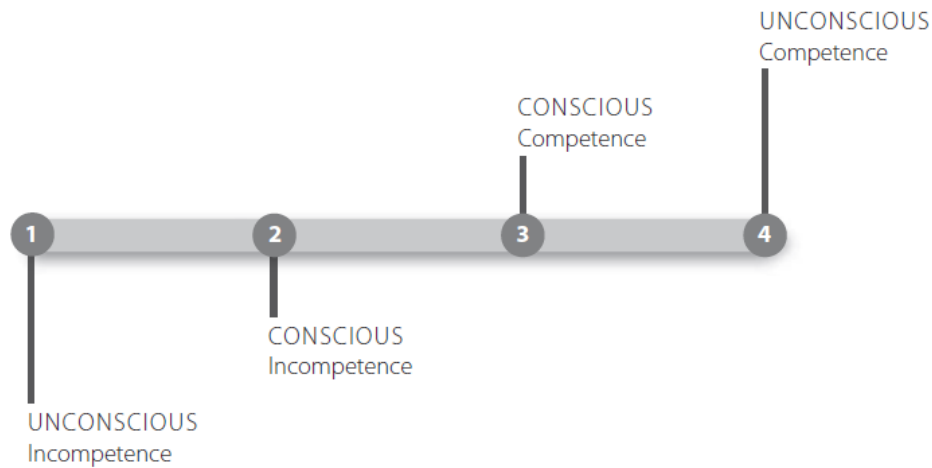 UNCONSCIOUS
Competence
CONSCIOUS
Competence
1
2
3
4
CONSCIOUS
Incompetence
UNCONSCIOUS
Incompetence